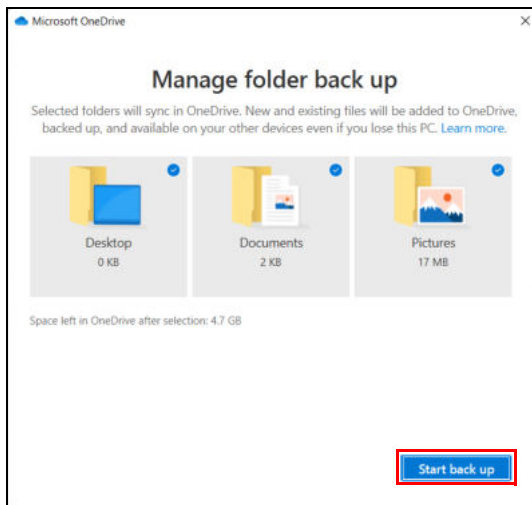 Microsoft OneDrive
Manage folder back up
Selected folders will sync in OneDrive. New and existing files will be added to OneDrive,
backed up, and available on your other devices even if you lose this PC. Learn more.
Desktop
0 KB
Documents
2 KB
Pictures
17 MB
Space left in OneDrive after selection: 4.7 GB
Start back up